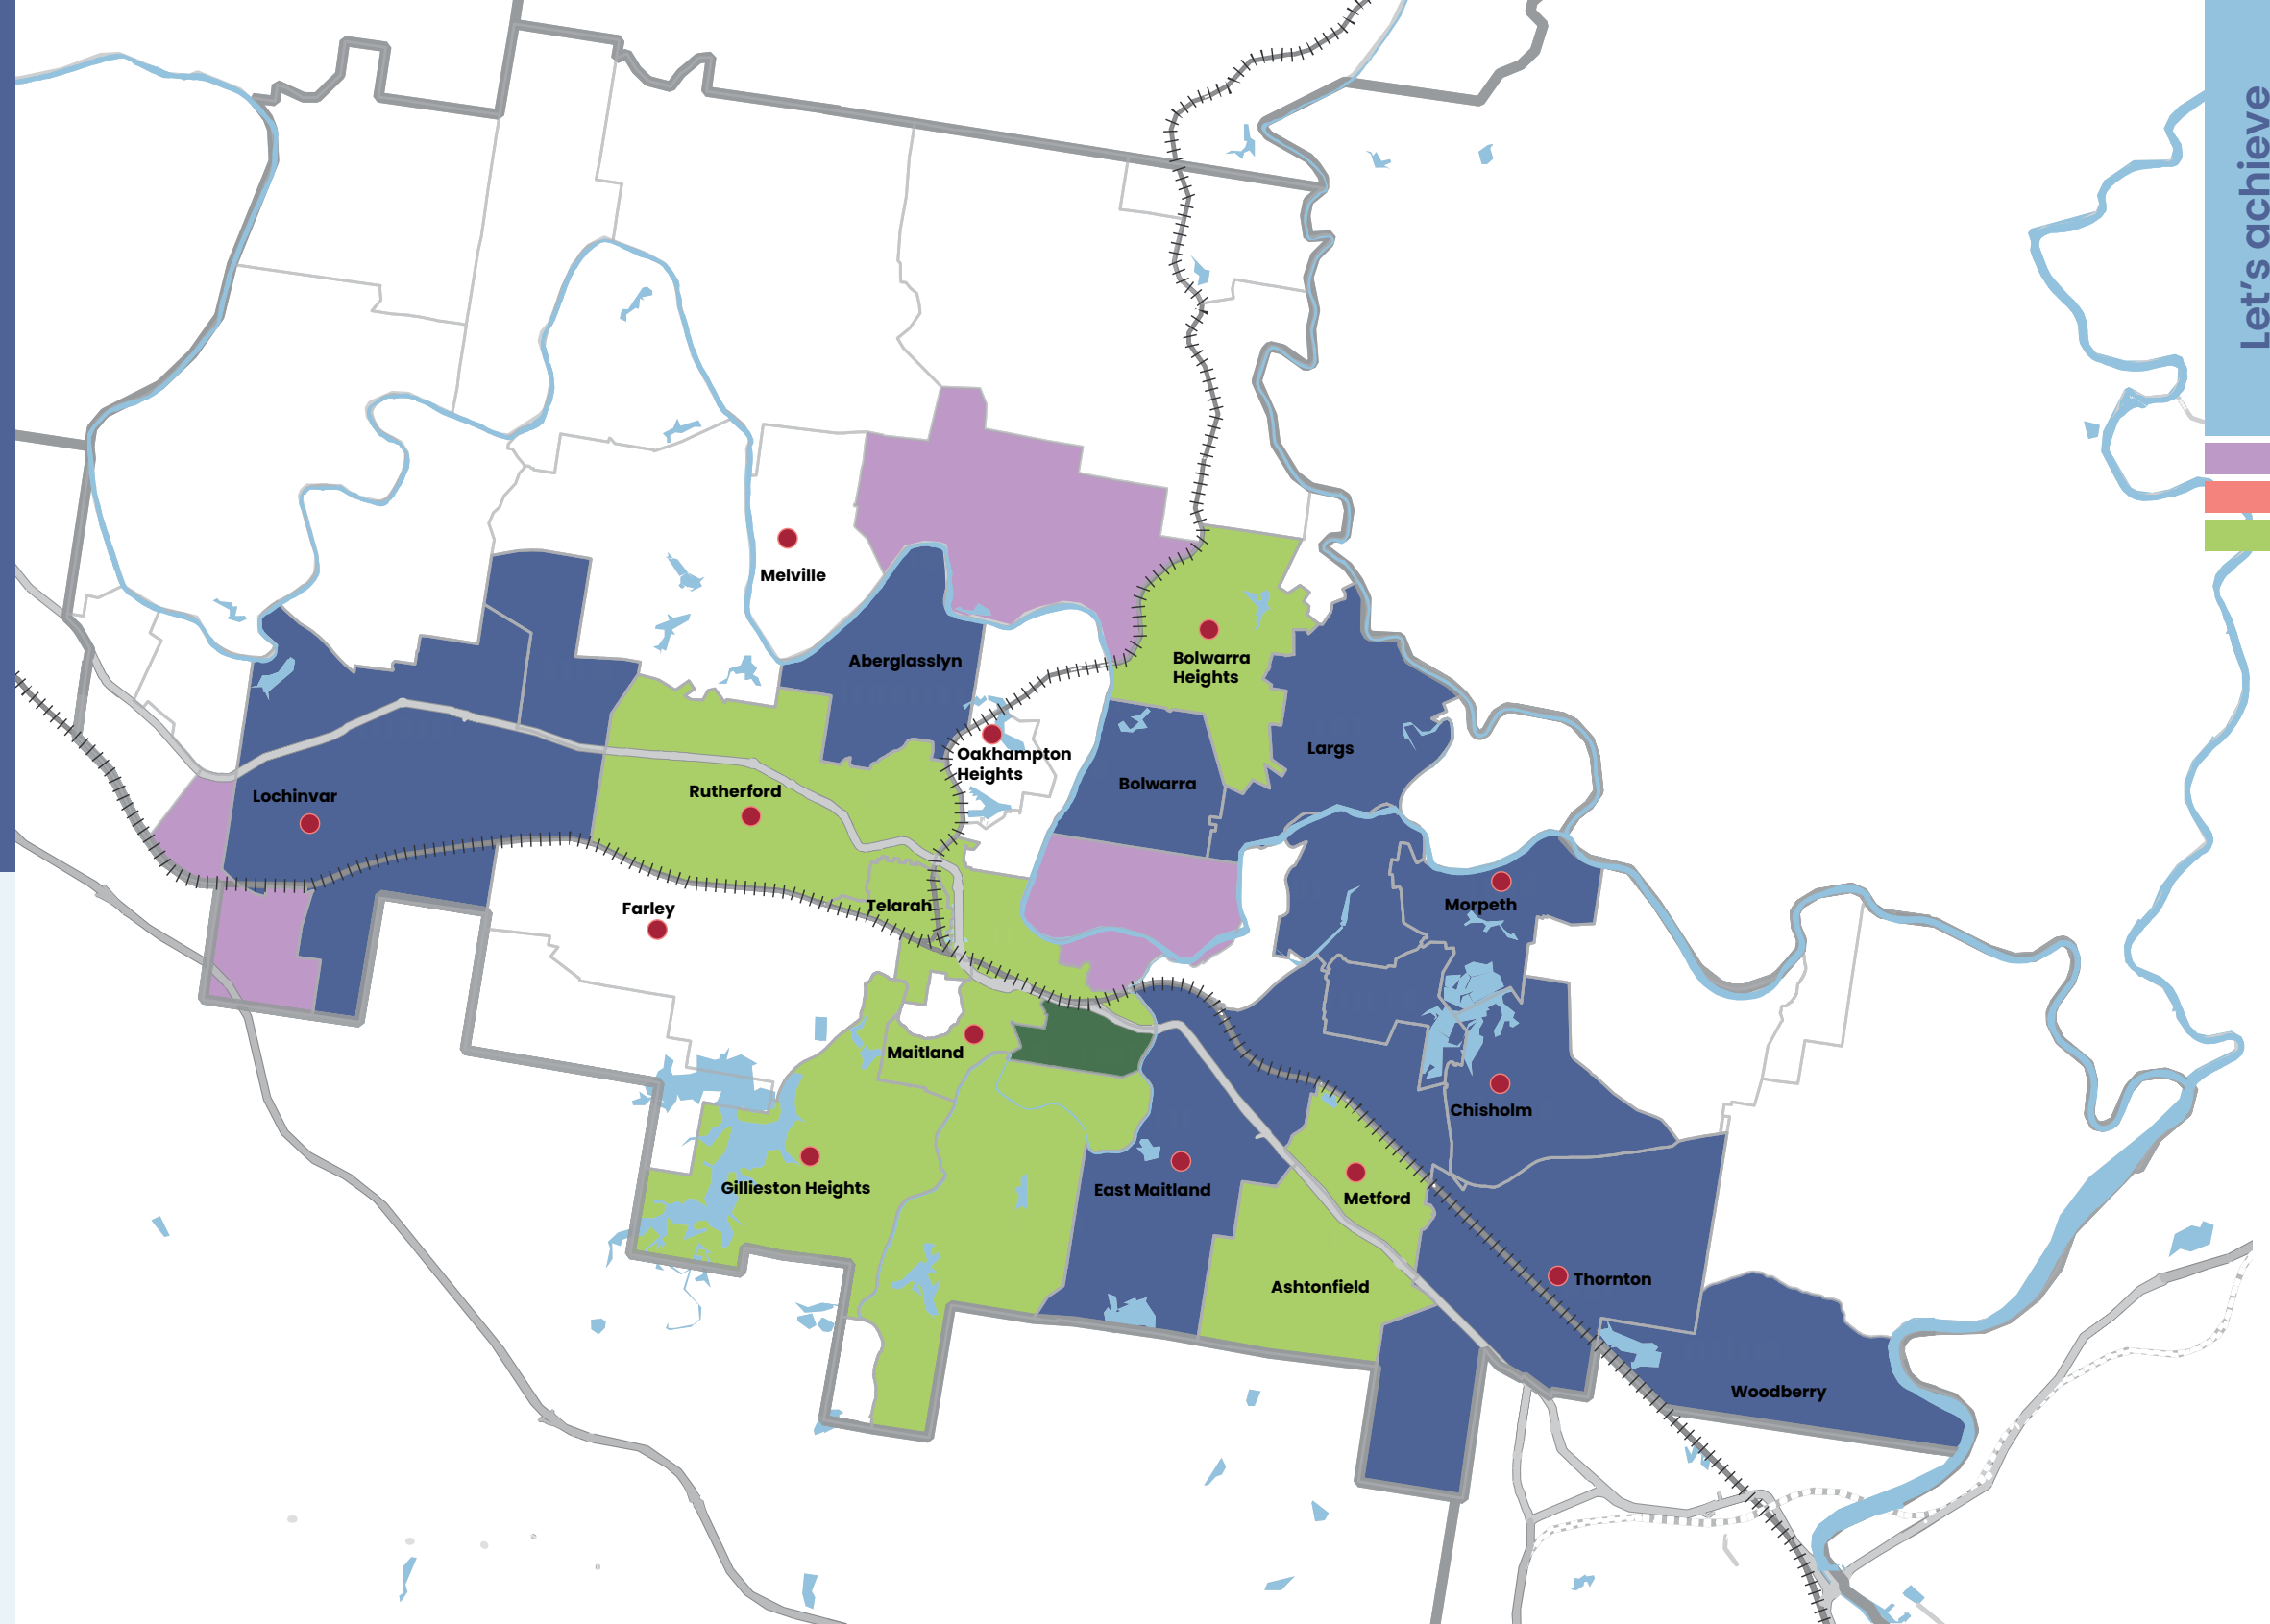 Let's achieve
Melville
Aberglasslyn
Bolwarra
Heights
Largs
Oakhampton
Heights
Bolwarra
Rutherford
Lochinvar
Telarah
Farley
Morpeth
Maitland
Chisholm
Gillieston Heights
East Maitland
Metford
Ashtonfield
Thornton
Woodberry